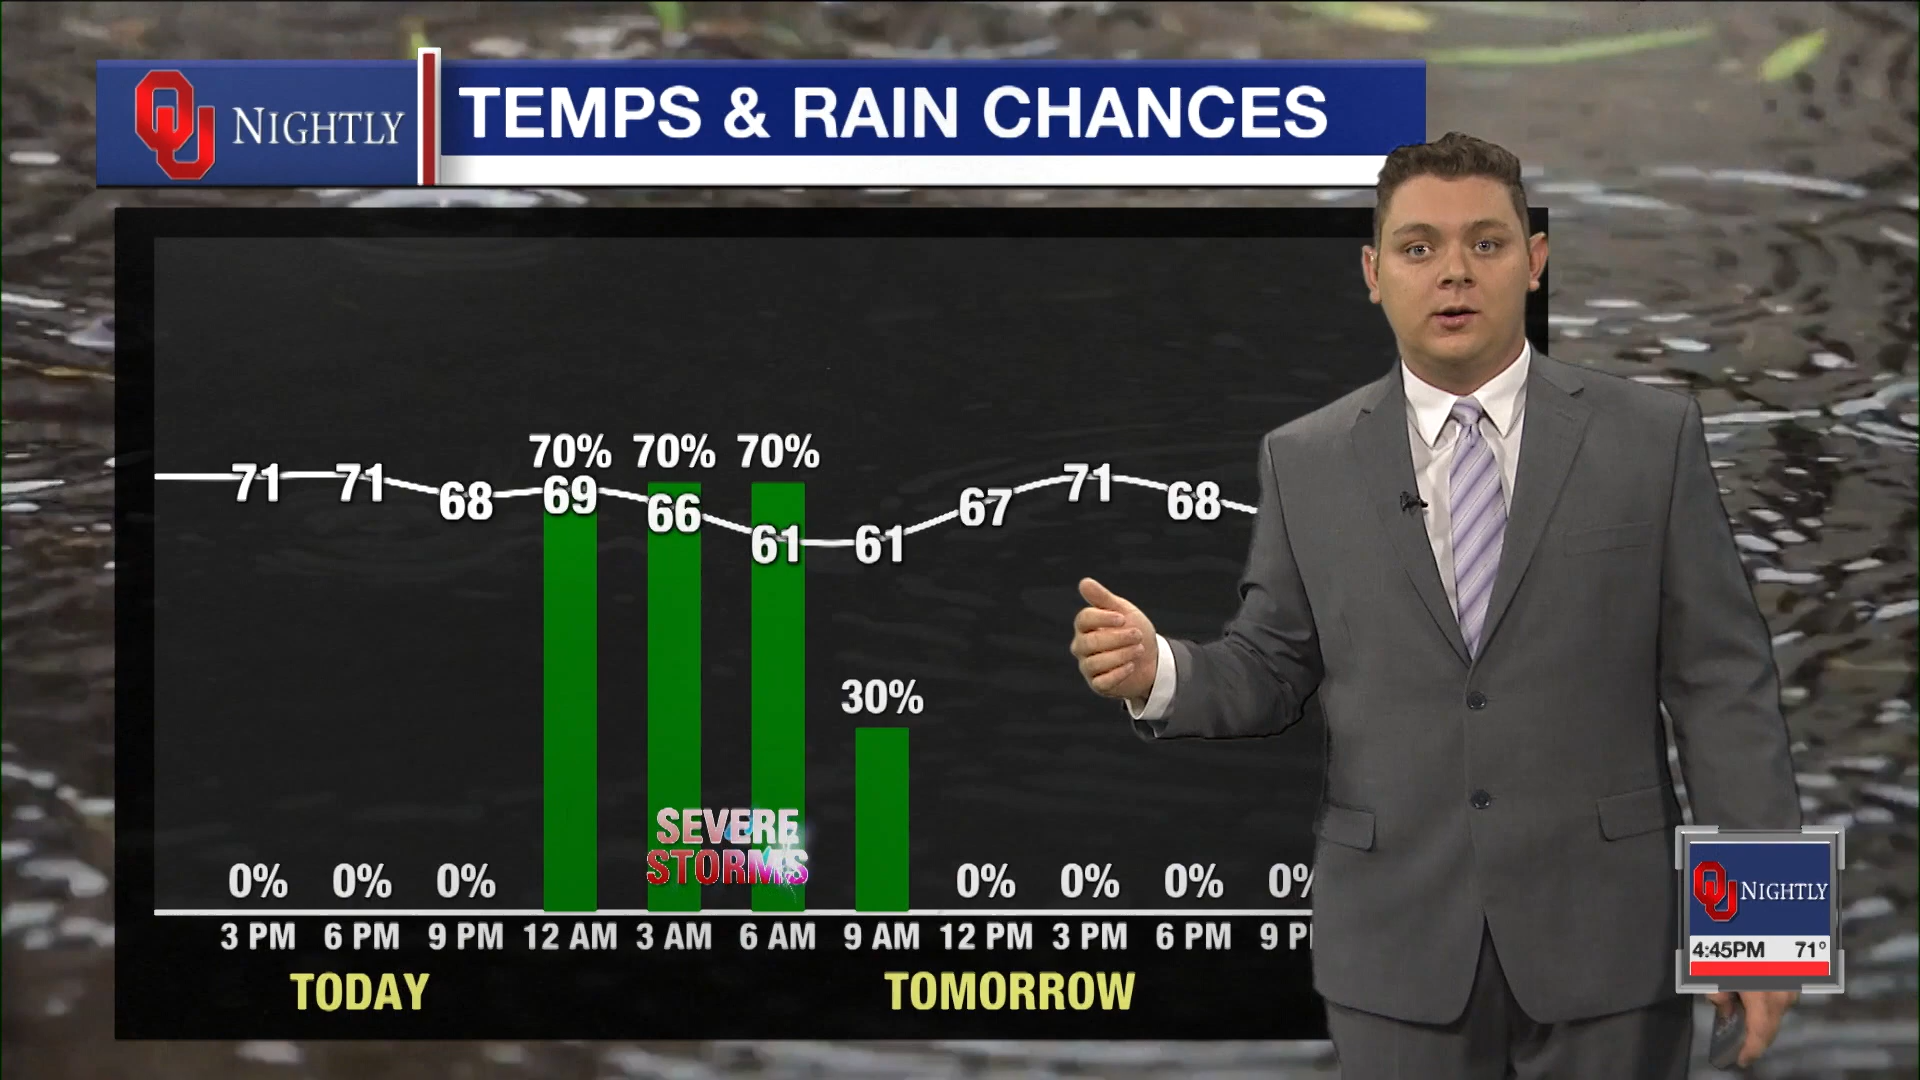 OU NIGHTLY
TEMPS & RAIN CHANCES
70% 70% 70%
71 71 68 69 66 61 61 67 71 68
30%
SEVERE
STORMS
0% 0% 0% 0% 0% 0% 0%
3 PM 6 PM 9 PM 12 AM 3 AM 6 AM 9 AM 12 PM 3 PM 6 PM 9 P
TODAY TOMORROW
OU NIGHTLY
4:45PM 71°